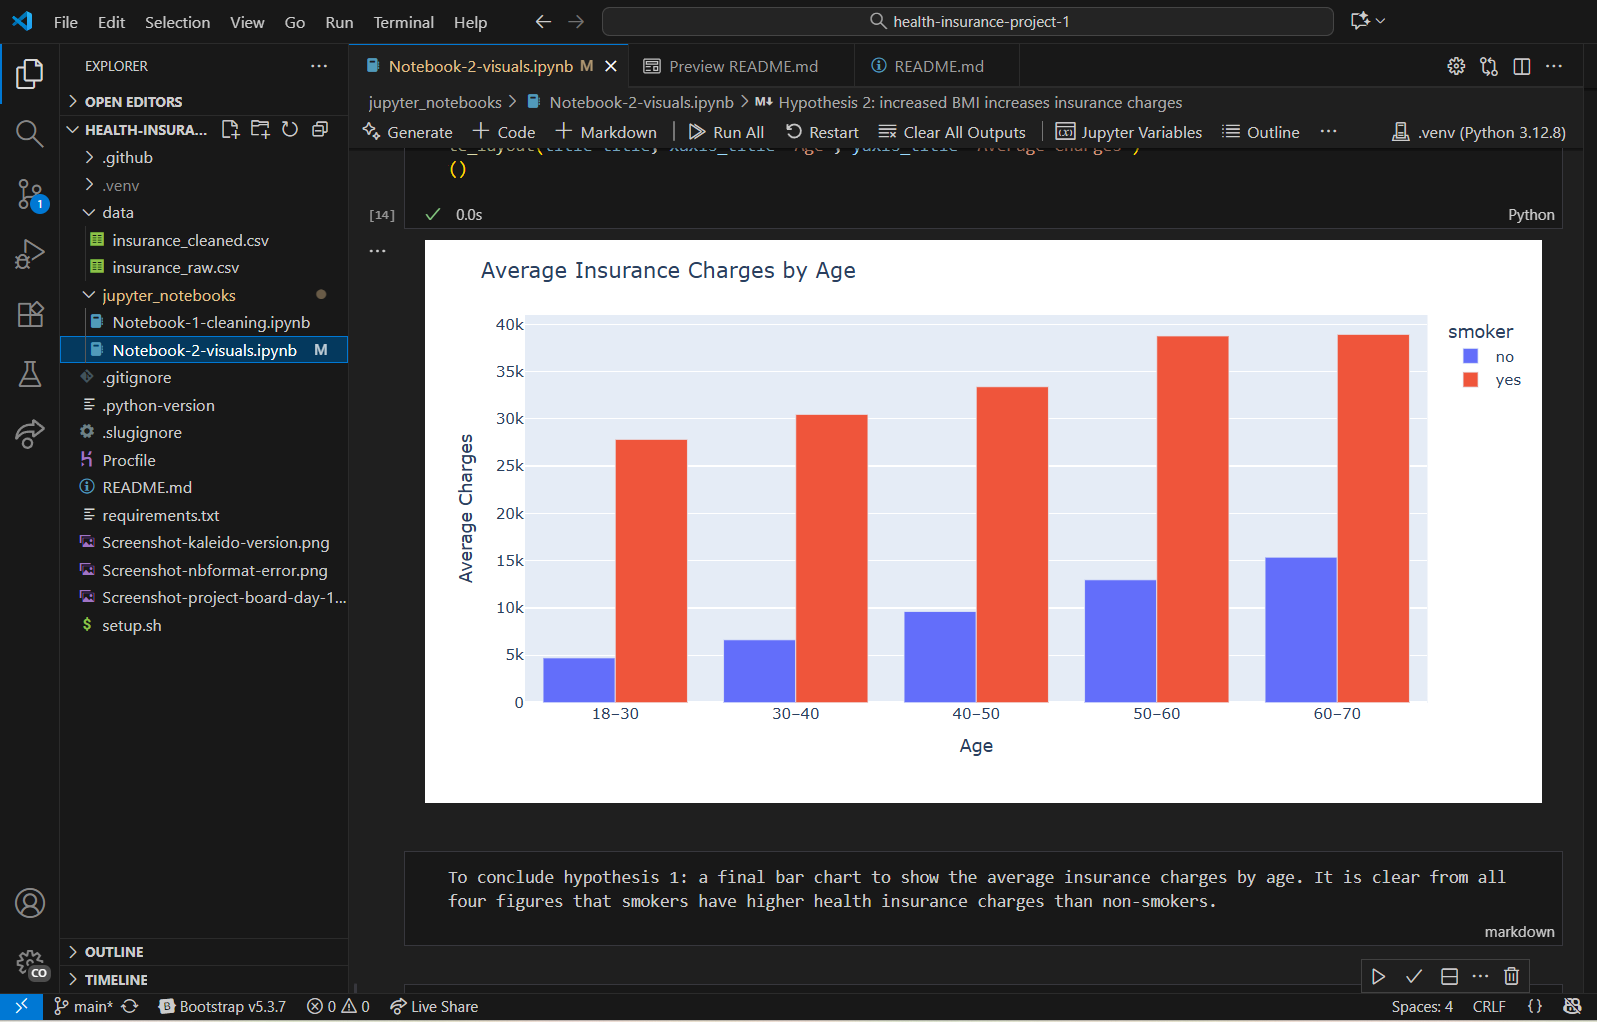 File Edit Selection View Go Run Terminal Help
health-insurance-project-1
EXPLORER
OPEN EDITORS
HEALTH-INSURA...
.github
.venv
data
insurance_cleaned.csv
insurance_raw.csv
jupyter_notebooks
Notebook-1-cleaning.ipynb
Notebook-2-visuals.ipynb M
.gitignore
.python-version
.slugignore
Procfile
README.md
requirements.txt
Screenshot-kaleido-version.png
Screenshot-nbformat-error.png
Screenshot-project-board-day-1...
$ setup.sh
OUTLINE
TIMELINE
1
CO
Notebook-2-visuals.ipynb M
Preview README.md
README.md
jupyter_notebooks > Notebook-2-visuals.ipynb > M↓ Hypothesis 2: increased BMI increases insurance charges
Generate + Code + Markdown Run All Restart Clear All Outputs Jupyter Variables Outline ... .venv (Python 3.12.8)
()
[14] 0.0s Python
Average Insurance Charges by Age
Average Charges
40k
35k
30k
25k
20k
15k
10k
5k
0
18–30 30–40 40–50 50–60 60–70
Age
smoker
no
yes
To conclude hypothesis 1: a final bar chart to show the average insurance charges by age. It is clear from all
four figures that smokers have higher health insurance charges than non-smokers.
markdown
main* B Bootstrap v5.3.7 0 0 Live Share Spaces: 4 CRLF {}